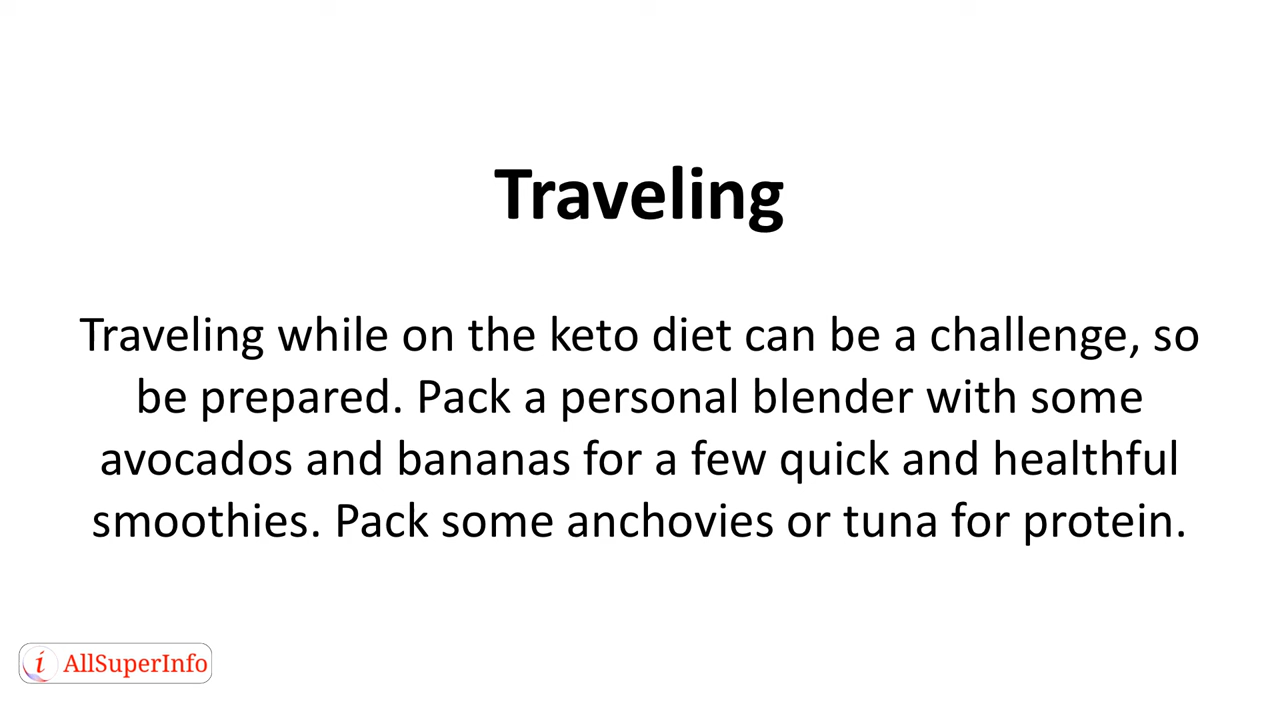 Traveling
Traveling while on the keto diet can be a challenge, so
be prepared. Pack a personal blender with some
avocados and bananas for a few quick and healthful
smoothies. Pack some anchovies or tuna for protein.
i AllSuperInfo